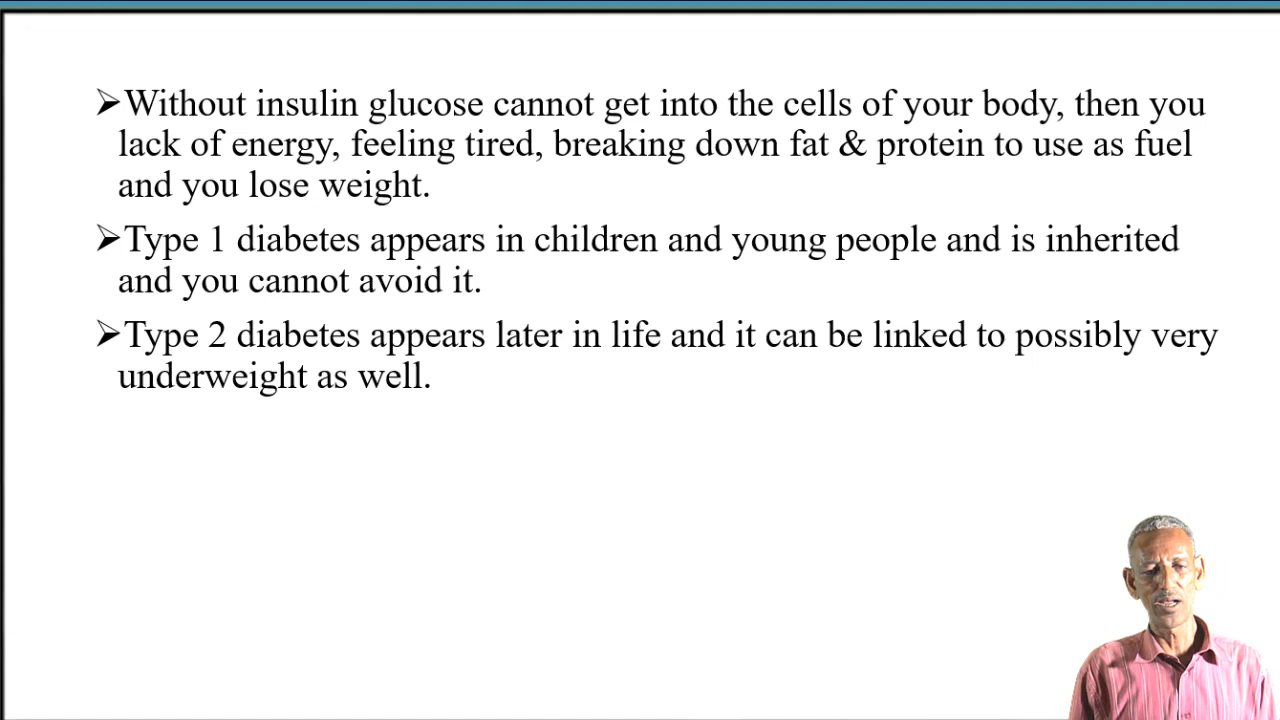 ➢Without insulin glucose cannot get into the cells of your body, then you
lack of energy, feeling tired, breaking down fat & protein to use as fuel
and you lose weight.
➢Type 1 diabetes appears in children and young people and is inherited
and you cannot avoid it.
➢Type 2 diabetes appears later in life and it can be linked to possibly very
underweight as well.